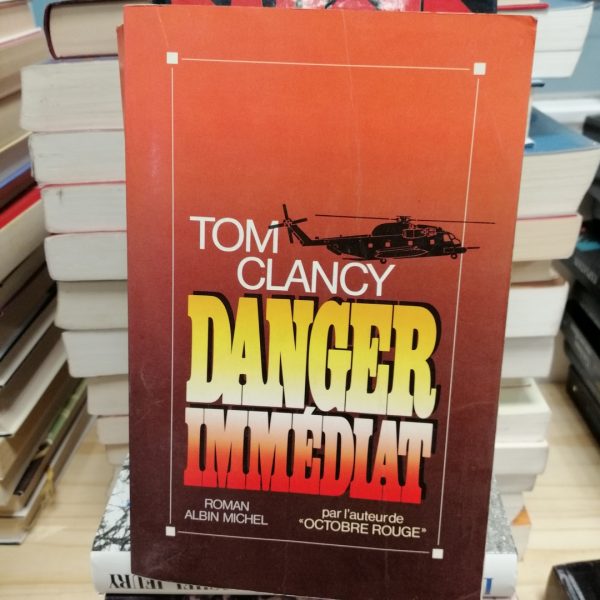 TOM
CLANCY
DANGER
IMMÉDIAT
ROMAN
ALBIN MICHEL
par l'auteur de
«OCTOBRE ROUGE»